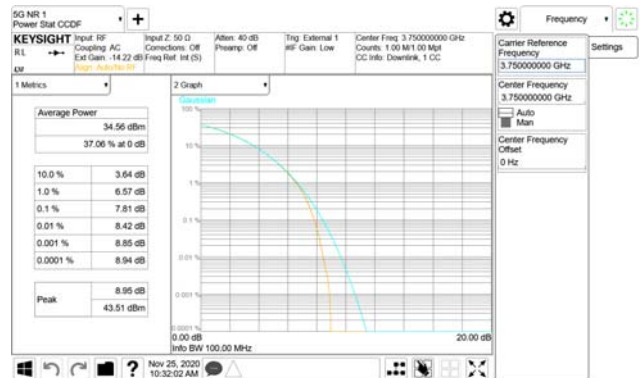 5G NR 1
Power Stat CCDF
Frequency
KEYSIGHT
RL
Input: RF
Coupling: AC
Ext Gain: -14.22 dB
Align: Auto/No RF
Input Z: 50 Ω
Corrections: Off
Freq Ref: Int (S)
Atten: 40 dB
Preamp: Off
Trig: External 1
#IF Gain: Low
Center Freq: 3.750000000 GHz
Counts: 1.00 M/1.00 Mpt
CC Info: Downlink, 1 CC
Carrier Reference
Frequency
3.750000000 GHz
Settings
Center Frequency
3.750000000 GHz
Auto
Man
Center Frequency
Offset
0 Hz
1 Metrics
Average Power
34.56 dBm
37.06 % at 0 dB
10.0 % 3.64 dB
1.0 % 6.57 dB
0.1 % 7.81 dB
0.01 % 8.42 dB
0.001 % 8.85 dB
0.0001 % 8.94 dB
Peak
8.95 dB
43.51 dBm
2 Graph
Gaussian
100 %
10 %
1 %
0.1 %
0.01 %
0.001 %
0.0001 %
0.00 dB
20.00 dB
Info BW 100.00 MHz
Nov 25, 2020
10:32:02 AM